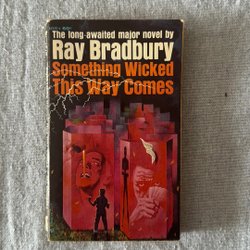 The long-awaited major novel by
Ray Bradbury
Something Wicked
This Way Comes